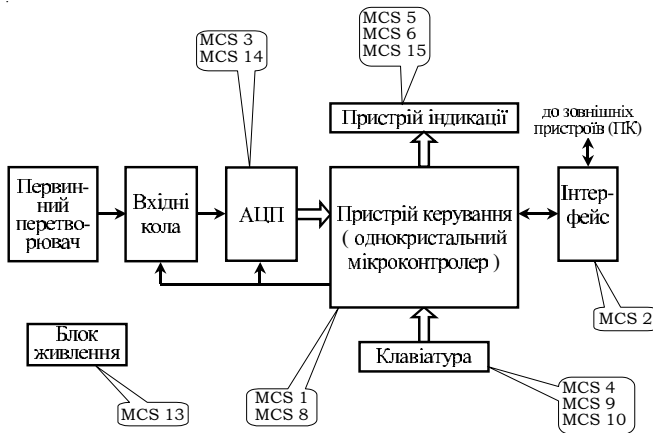 MCS 3
MCS 14
MCS 5
MCS 6
MCS 15
Пристрій індикації
до зовнішніх
пристроїв (ПК)
Первин-
ний
перетво-
рювач
Вхідні
кола
АЦП
Пристрій керування
( однокристальний
мікроконтролер )
Інтер-
фейс
MCS 2
Блок
живлення
MCS 13
MCS 1
MCS 8
Клавіатура
MCS 4
MCS 9
MCS 10